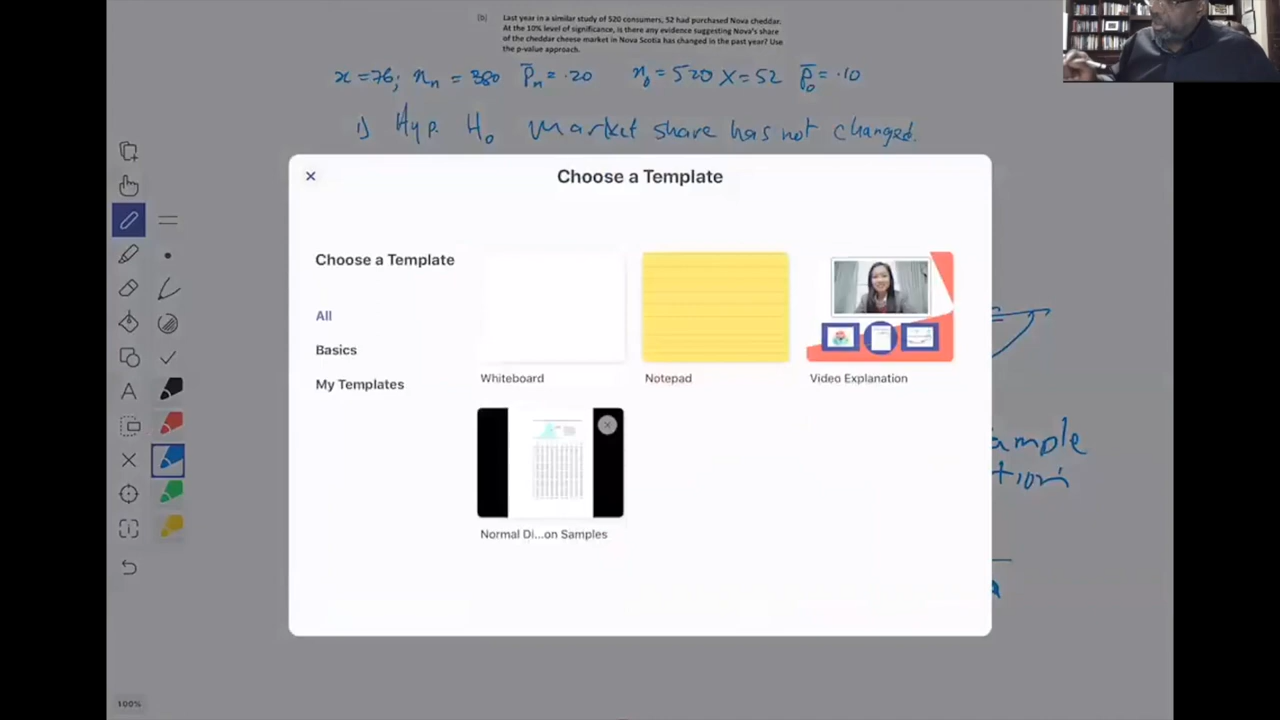 (b) Last year in a similar study of 520 consumers, 52 had purchased Nova cheddar.
At the 10% level of significance, is there any evidence suggesting Nova's share
of the cheddar cheese market in Nova Scotia has changed in the past year? Use
the p-value approach.
x = 76; n_n = 380 p̄_n = .20 n_o = 520 X = 52 p̄_o = .10
1) Hyp. H_o Market share has not changed.
Choose a Template
Choose a Template
All
Basics
My Templates
Whiteboard
Notepad
Video Explanation
Normal Di...on Samples
ample
tion
100%